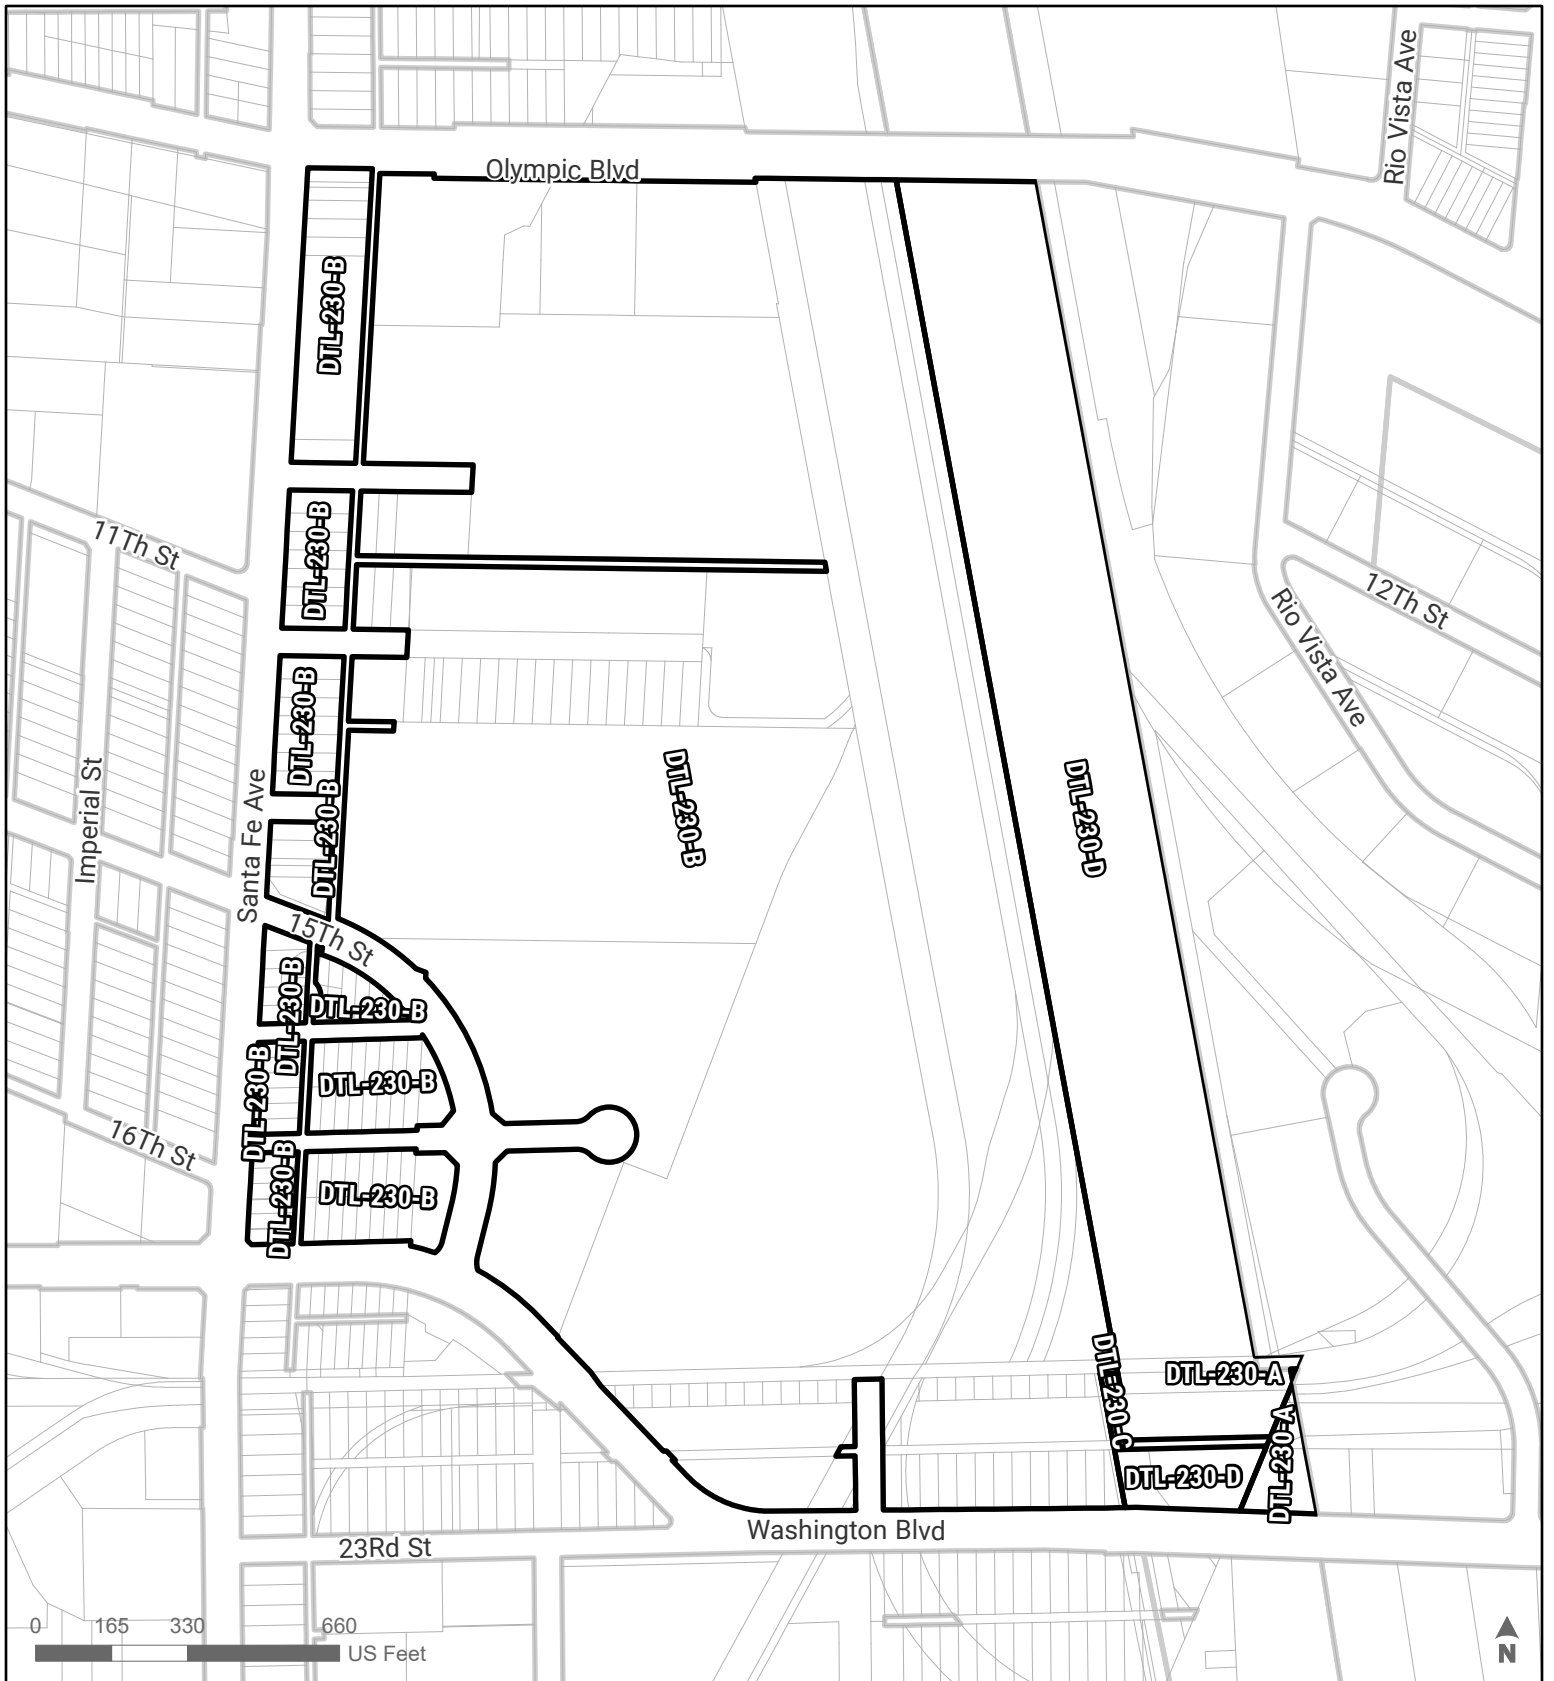 Rio Vista Ave
Olympic Blvd
DTL-230-B
11Th St
DTL-230-B
12Th St
Rio Vista Ave
DTL-230-B
Imperial St
Santa Fe Ave
DTL-230-B
DTL-230-B
DTL-230-D
15Th St
DTL-230-B
DTL-230-B
DTL-230-B
DTL-230-B
16Th St
DTL-230-B
DTL-230-B
DTL-230-C
DTL-230-A
DTL-230-A
DTL-230-D
Washington Blvd
23Rd St
0 165 330 660
US Feet
N